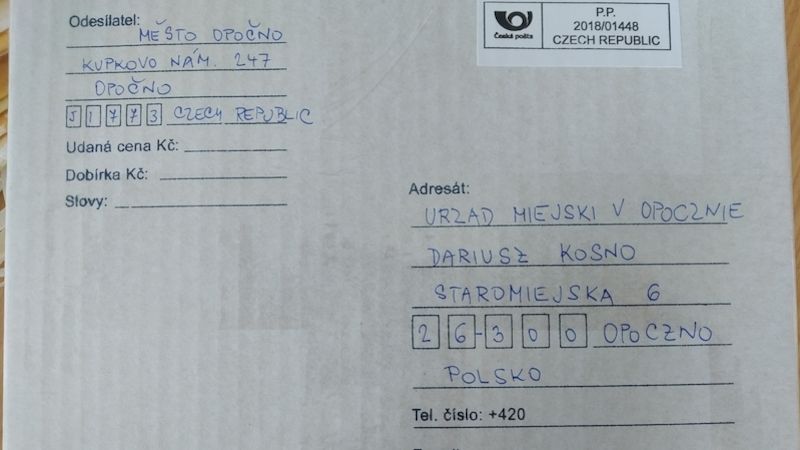 Odesílatel:
MĚSTO OPOČNO
KUPKOVO NÁM. 247
OPOČNO
51773 CZECH REPUBLIC
Udaná cena Kč:
Dobírka Kč:
Slovy:
Česká pošta
P.P.
2018/01448
CZECH REPUBLIC
Adresát:
URZAD MIEJSKI V OPOCZNIE
DARIUSZ KOSNO
STAROMIEJSKA 6
26-300 OPOCZNO
POLSKO
Tel. číslo: +420